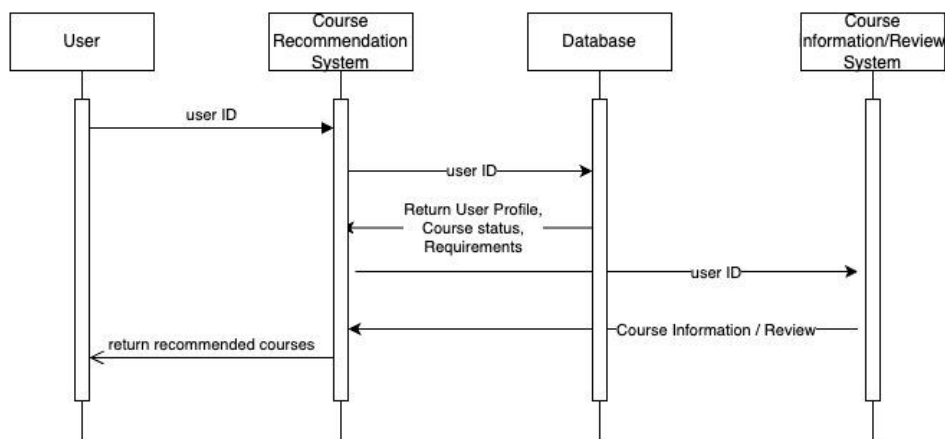 User
Course
Recommendation
System
Database
Course
Information/Review
System
user ID
user ID
Return User Profile,
Course status,
Requirements
user ID
Course Information / Review
return recommended courses